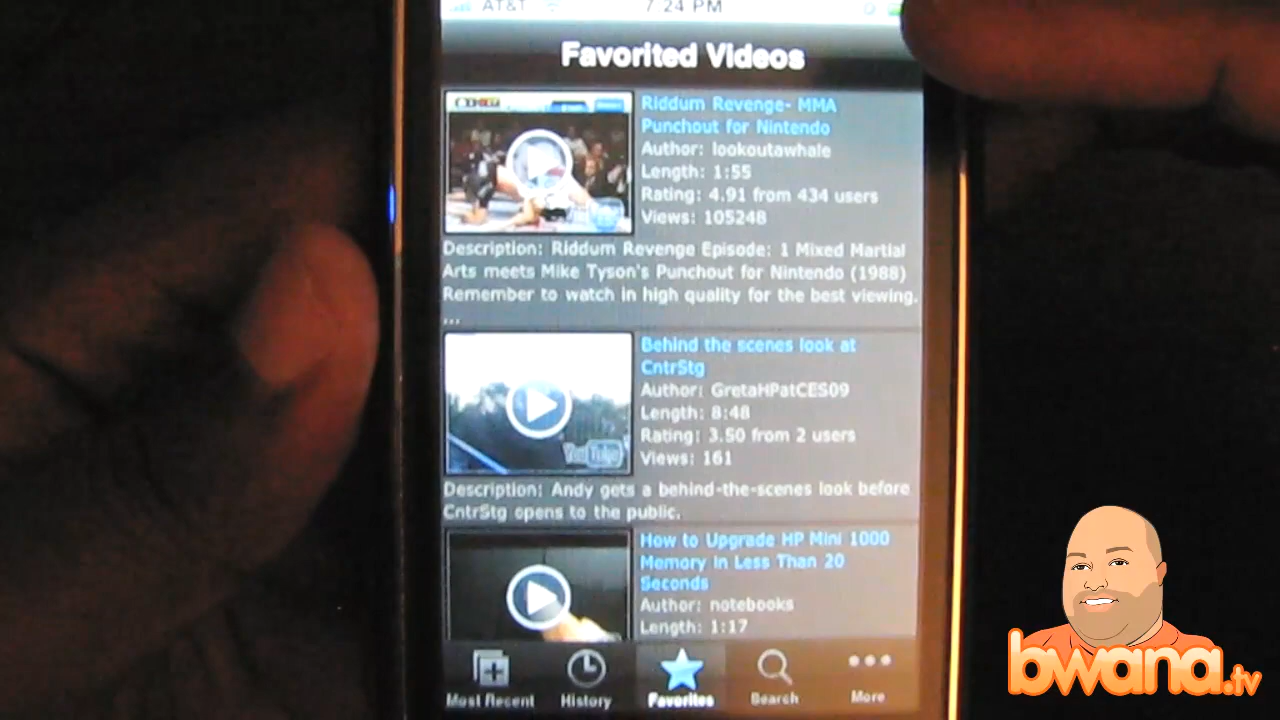 AT&T 7:24 PM
Favorited Videos
Riddum Revenge- MMA
Punchout for Nintendo
Author: lookoutawhale
Length: 1:55
Rating: 4.91 from 434 users
Views: 105248
Description: Riddum Revenge Episode: 1 Mixed Martial
Arts meets Mike Tyson's Punchout for Nintendo (1988)
Remember to watch in high quality for the best viewing.
...
Behind the scenes look at
CntrStg
Author: GretaHPatCES09
Length: 8:48
Rating: 3.50 from 2 users
Views: 161
YouTube
Description: Andy gets a behind-the-scenes look before
CntrStg opens to the public.
How to Upgrade HP Mini 1000
Memory in Less Than 20
Seconds
Author: notebooks
Length: 1:17
Most Recent History Favorites Search More
bwana.tv